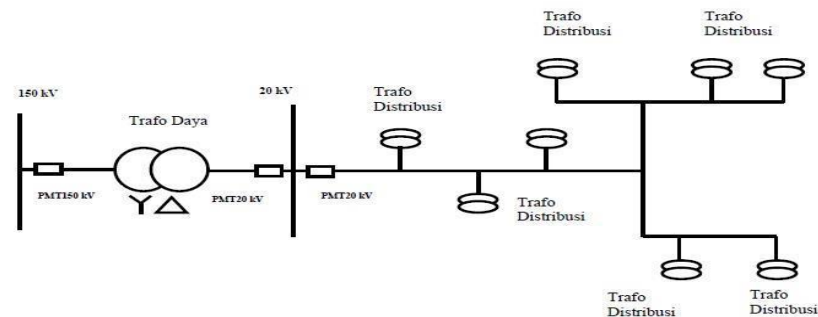 Trafo
Distribusi
Trafo
Distribusi
150 kV
20 kV
Trafo
Distribusi
Trafo Daya
PMT150 kV
PMT20 kV
PMT20 kV
Trafo
Distribusi
Trafo
Distribusi
Trafo
Distribusi